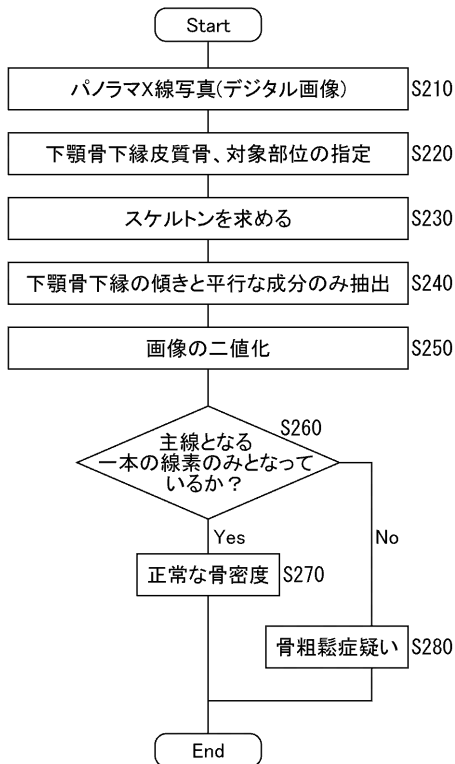 Start
パノラマX線写真(デジタル画像)
S210
下顎骨下縁皮質骨、対象部位の指定
S220
スケルトンを求める
S230
下顎骨下縁の傾きと平行な成分のみ抽出
S240
画像の二値化
S250
S260
主線となる
一本の線素のみとなって
いるか?
Yes
No
正常な骨密度
S270
骨粗鬆症疑い
S280
End